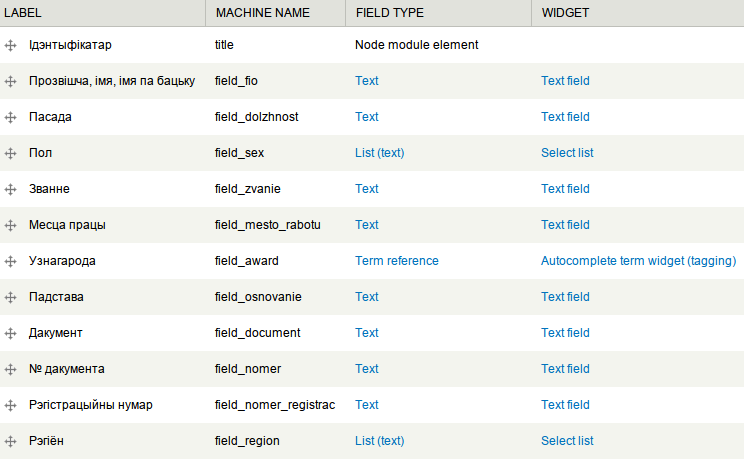 LABEL MACHINE NAME FIELD TYPE WIDGET
Ідэнтыфікатар title Node module element
Прозвішча, імя, імя па бацьку field_fio Text Text field
Пасада field_dolzhnost Text Text field
Пол field_sex List (text) Select list
Званне field_zvanie Text Text field
Месца працы field_mesto_rabotu Text Text field
Узнагарода field_award Term reference Autocomplete term widget (tagging)
Падстава field_osnovanie Text Text field
Дакумент field_document Text Text field
№ дакумента field_nomer Text Text field
Рэгістрацыйны нумар field_nomer_registrac Text Text field
Рэгіён field_region List (text) Select list